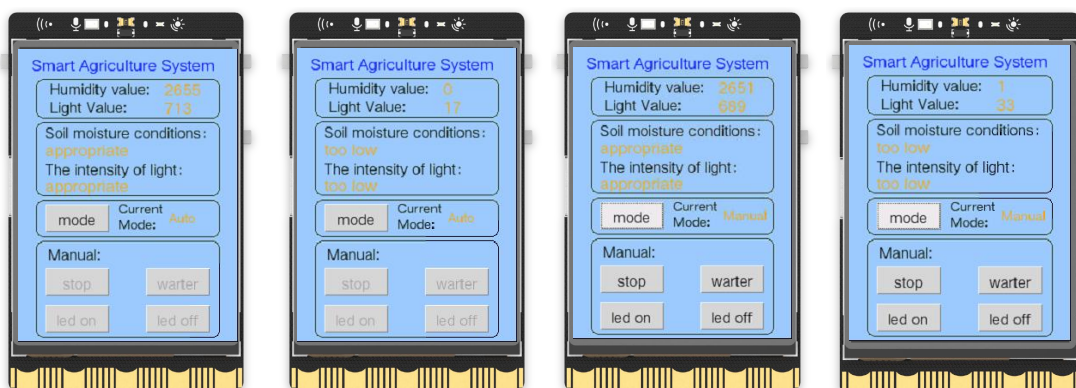 Smart Agriculture System
Humidity value: 2655
Light Value: 713
Soil moisture conditions:
appropriate
The intensity of light:
appropriate
mode
Current
Mode: Auto
Manual:
stop warter
led on led off
Smart Agriculture System
Humidity value: 0
Light Value: 17
Soil moisture conditions:
too low
The intensity of light:
too low
mode
Current
Mode: Auto
Manual:
stop warter
led on led off
Smart Agriculture System
Humidity value: 2651
Light Value: 689
Soil moisture conditions:
appropriate
The intensity of light:
appropriate
mode
Current
Mode: Manual
Manual:
stop warter
led on led off
Smart Agriculture System
Humidity value: 1
Light Value: 33
Soil moisture conditions:
too low
The intensity of light:
too low
mode
Current
Mode: Manual
Manual:
stop warter
led on led off